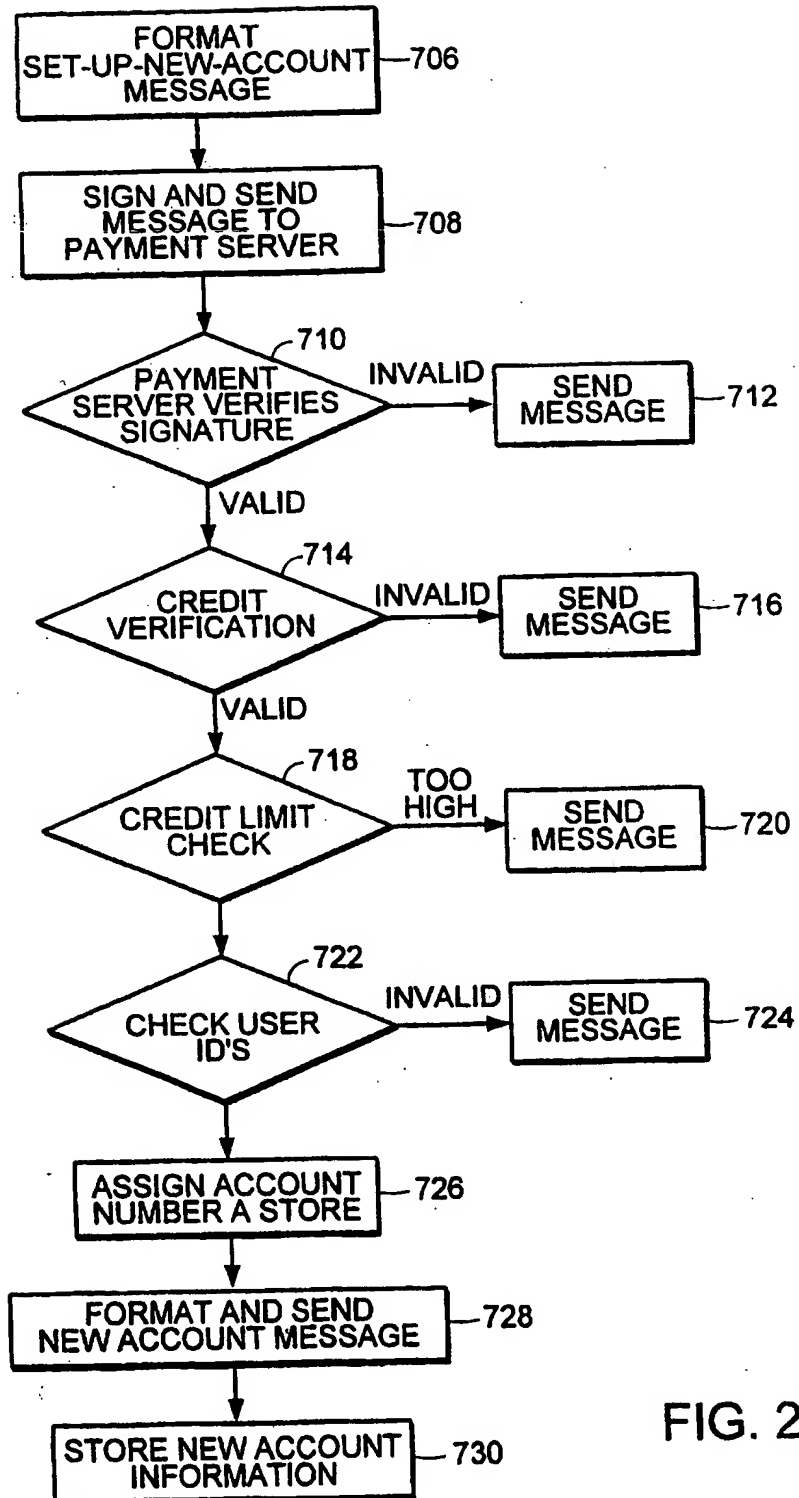 FORMAT
SET-UP-NEW-ACCOUNT
MESSAGE
706
SIGN AND SEND
MESSAGE TO
PAYMENT SERVER
708
710
PAYMENT
SERVER VERIFIES
SIGNATURE
INVALID
SEND
MESSAGE
712
VALID
714
CREDIT
VERIFICATION
INVALID
SEND
MESSAGE
716
VALID
718
CREDIT LIMIT
CHECK
TOO
HIGH
SEND
MESSAGE
720
722
CHECK USER
ID'S
INVALID
SEND
MESSAGE
724
ASSIGN ACCOUNT
NUMBER A STORE
726
FORMAT AND SEND
NEW ACCOUNT MESSAGE
728
STORE NEW ACCOUNT
INFORMATION
730
FIG. 2